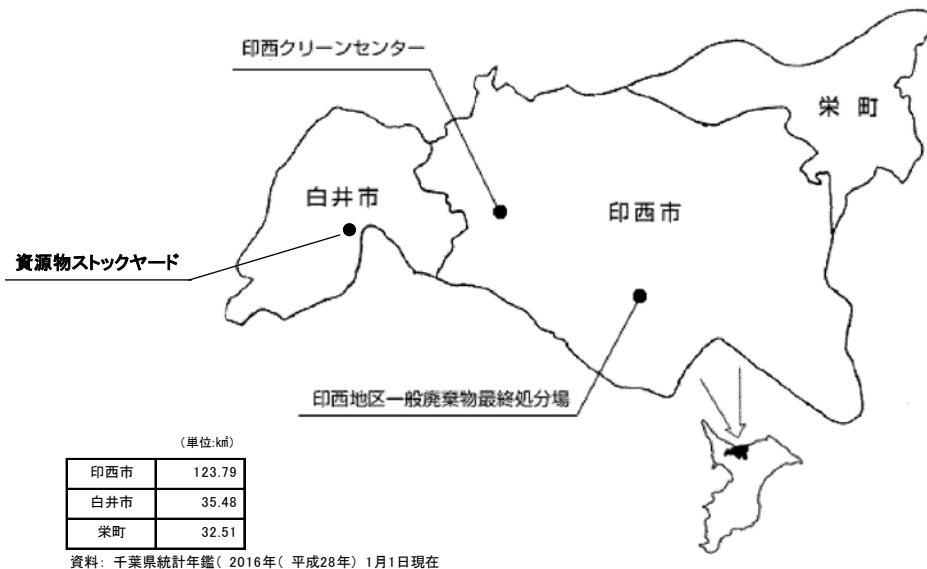 印西クリーンセンター
栄町
白井市
印西市
資源物ストックヤード
印西地区一般廃棄物最終処分場
(単位:㎢)
印西市 123.79
白井市 35.48
栄町 32.51
資料: 千葉県統計年鑑( 2016年( 平成28年) 1月1日現在